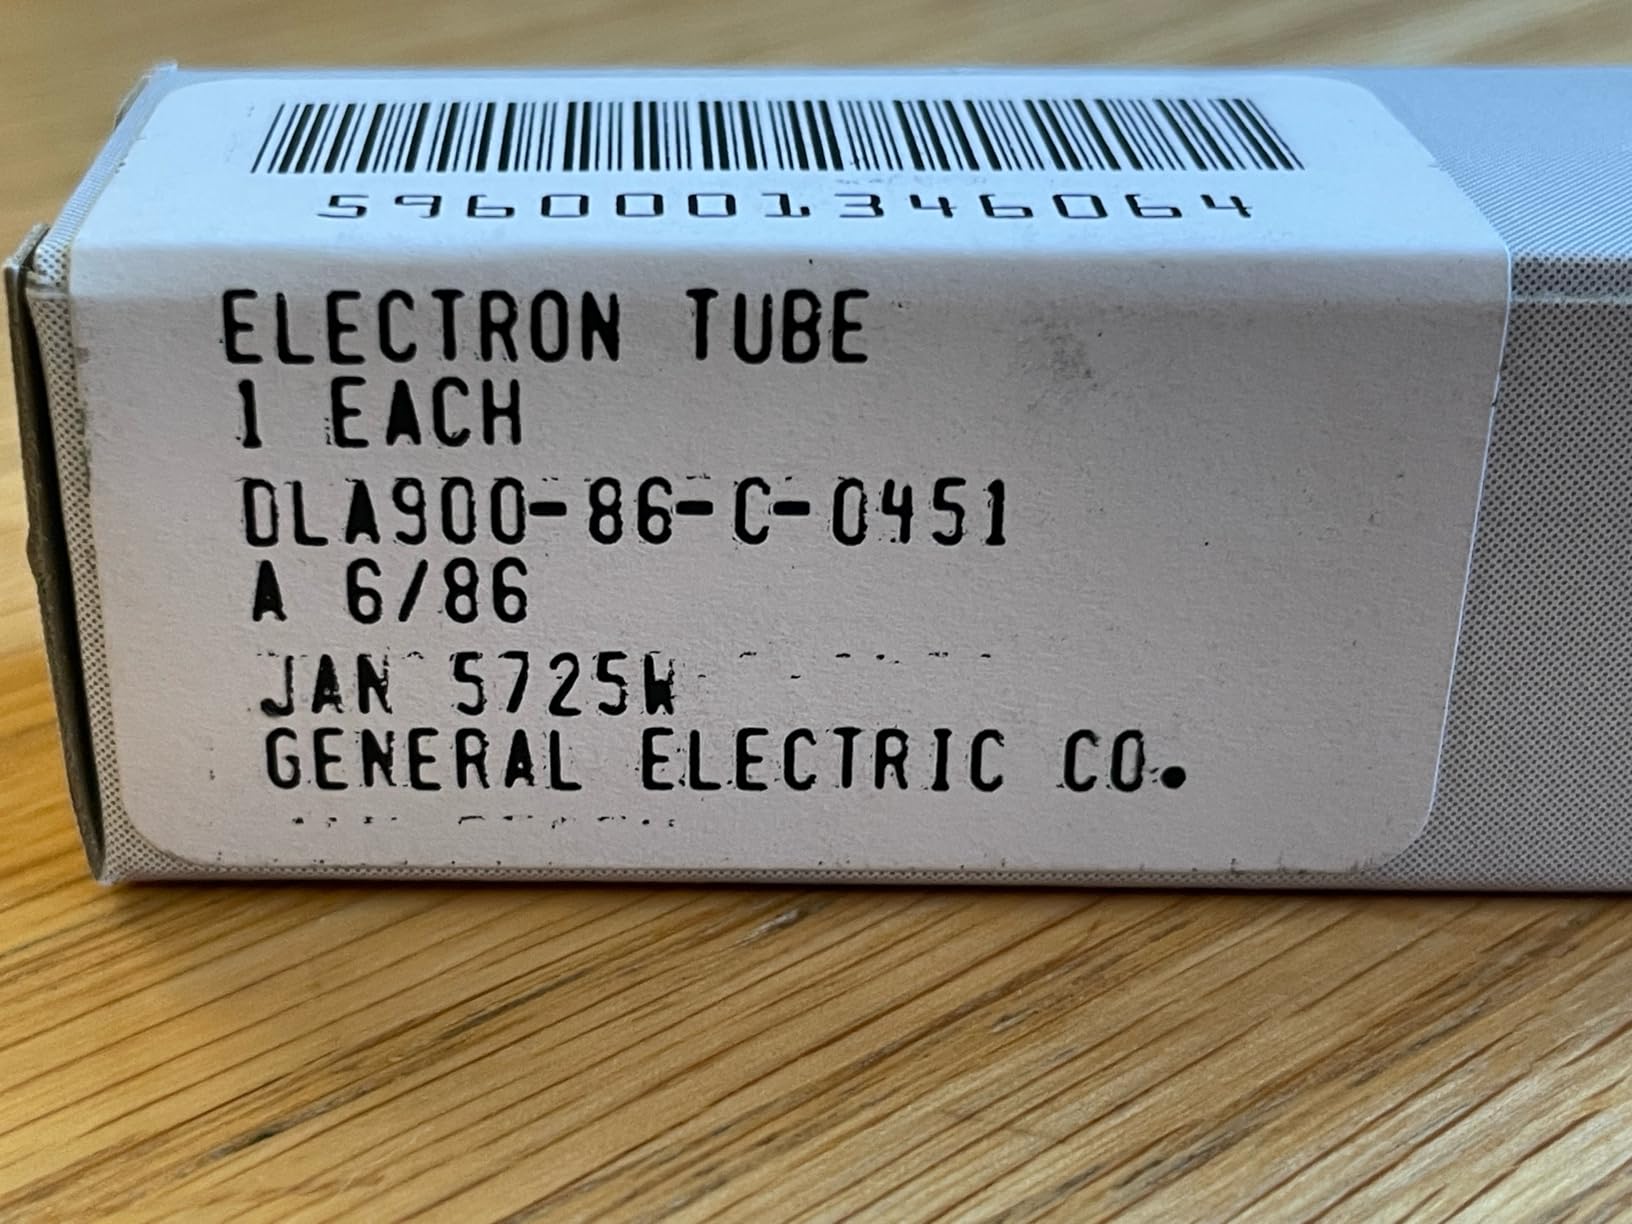 5960001346064
ELECTRON TUBE
1 EACH
DLA900-86-C-0451
A 6/86
JAN 5725W
GENERAL ELECTRIC CO.